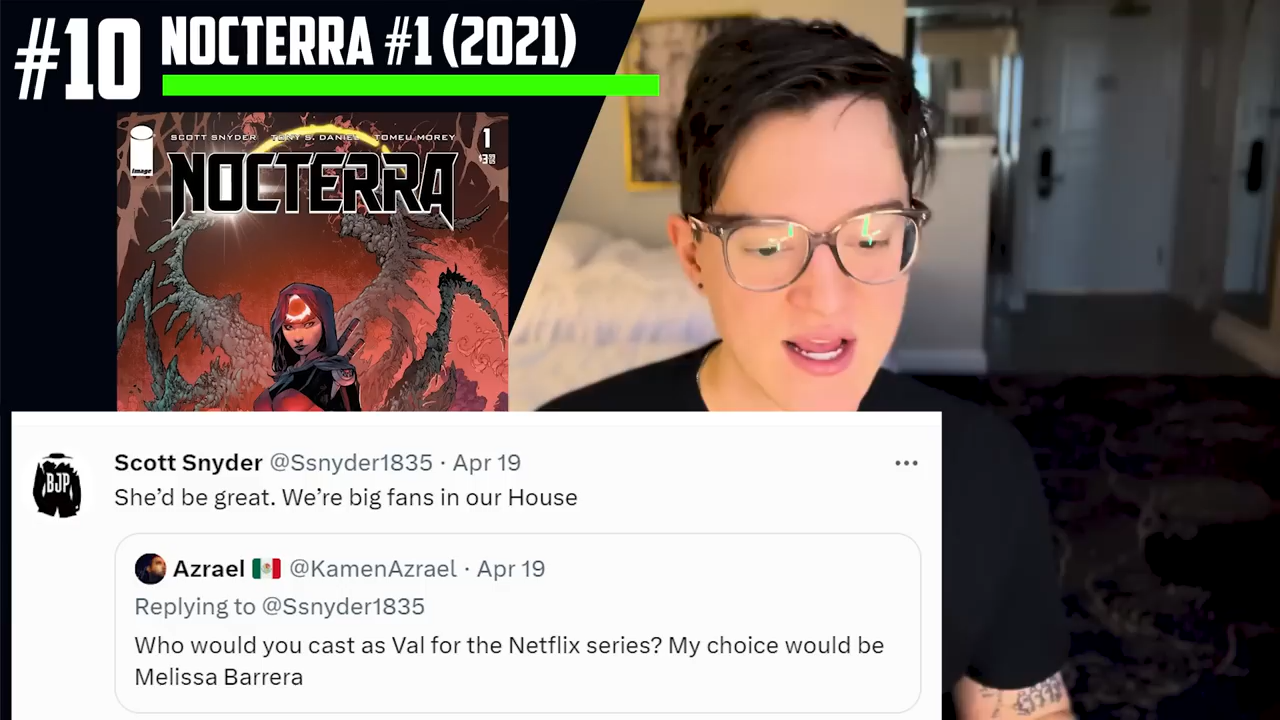 #10 NOCTERRA #1 (2021)
SCOTT SNYDER TONY S. DANIEL TOMEU MOREY
1
Image
NOCTERRA
BJP
Scott Snyder @Ssnyder1835 · Apr 19
She’d be great. We’re big fans in our House
Azrael 🇲🇽 @KamenAzrael · Apr 19
Replying to @Ssnyder1835
Who would you cast as Val for the Netflix series? My choice would be
Melissa Barrera